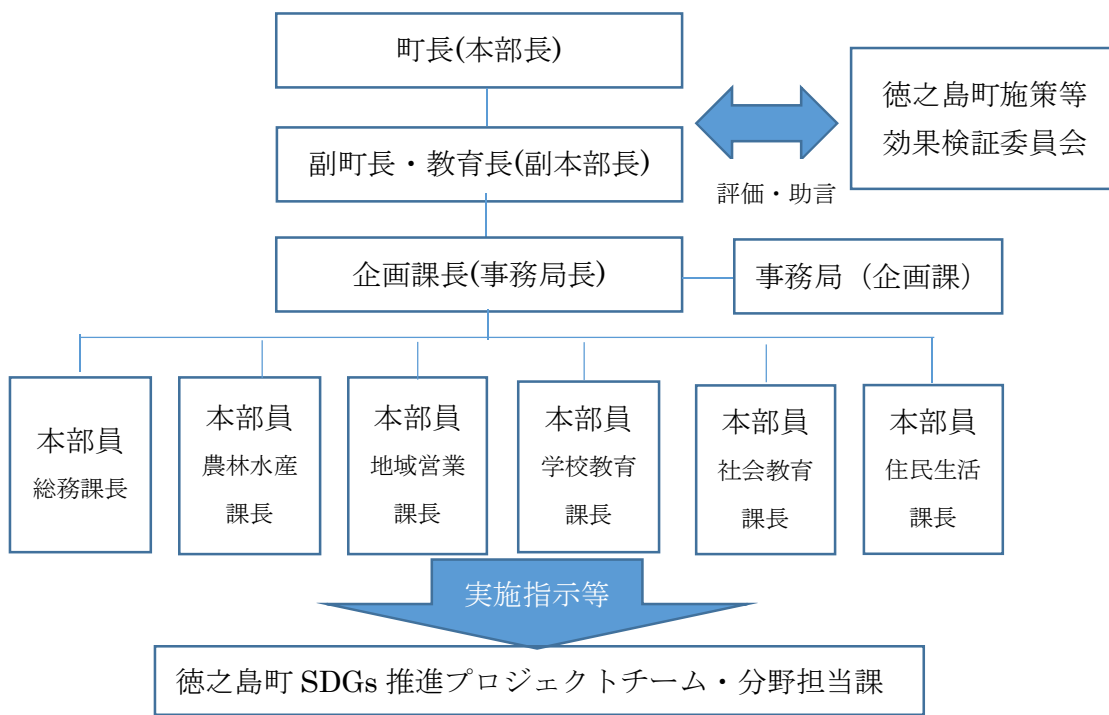 町長(本部長)
徳之島町施策等
効果検証委員会
副町長・教育長(副本部長)
評価・助言
企画課長(事務局長)
事務局（企画課）
本部員
総務課長
本部員
農林水産
課長
本部員
地域営業
課長
本部員
学校教育
課長
本部員
社会教育
課長
本部員
住民生活
課長
実施指示等
徳之島町 SDGs 推進プロジェクトチーム・分野担当課